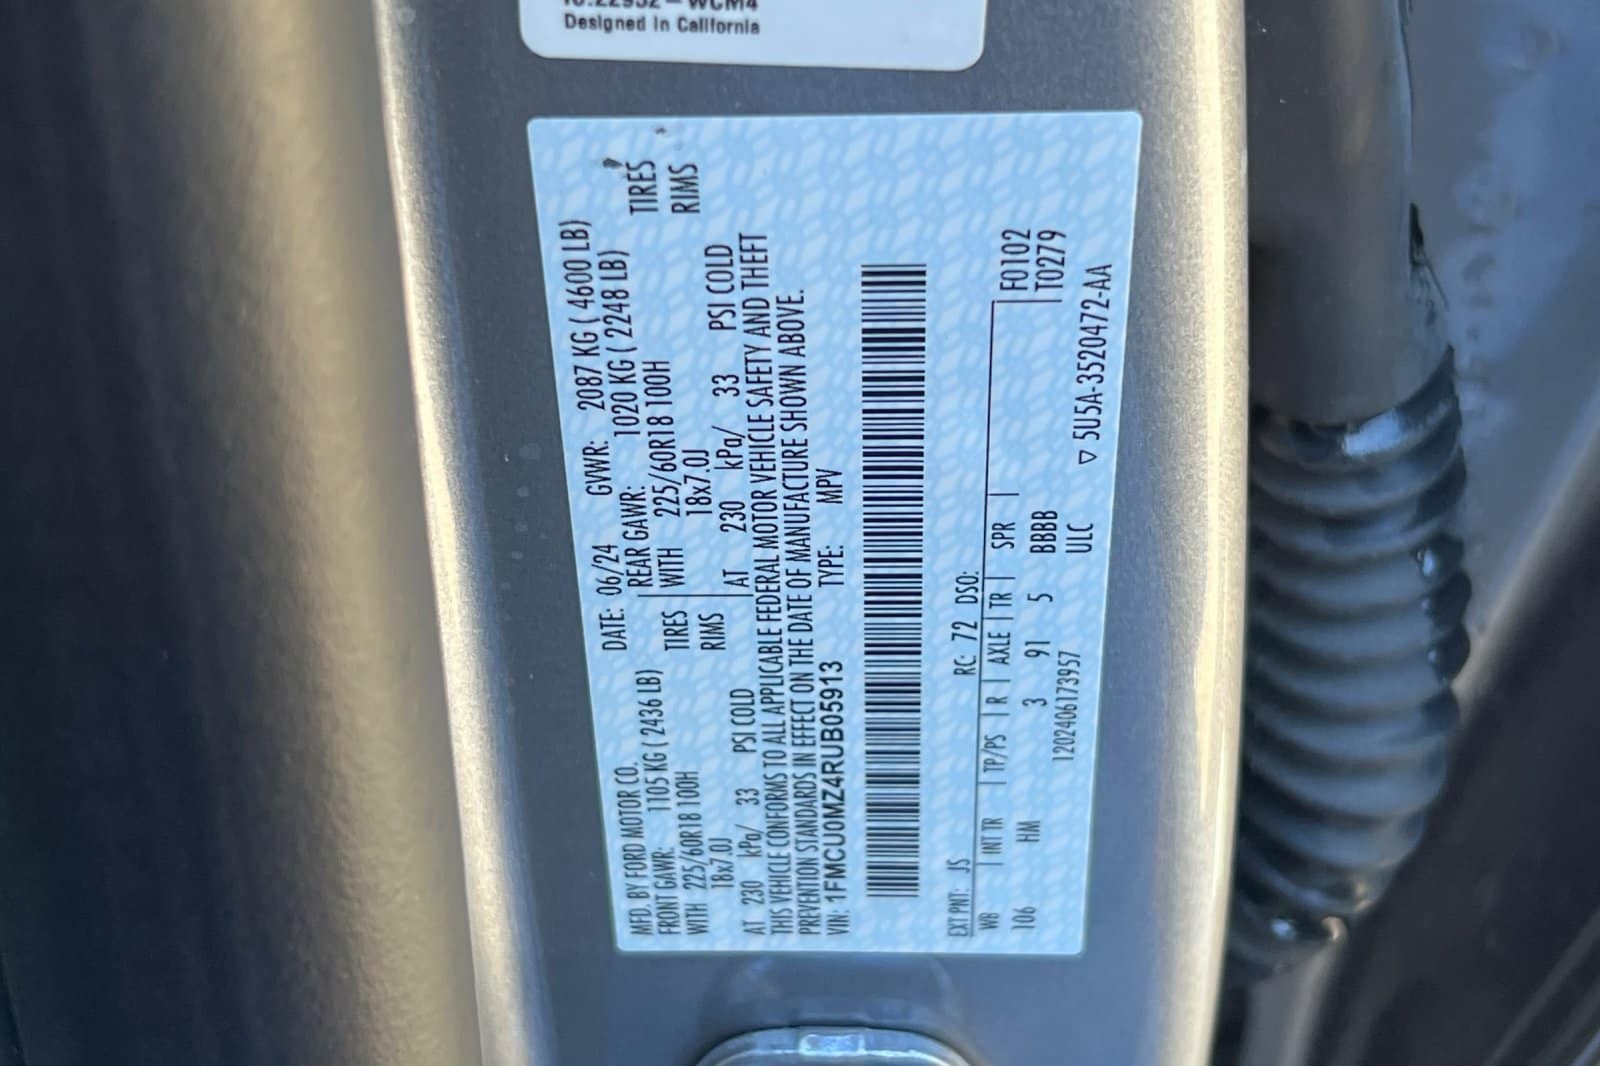 Designed in California
MFD. BY FORD MOTOR CO.
DATE: 06/24 GVWR: 2087 KG ( 4600 LB)
FRONT GAWR: 1105 KG ( 2436 LB)
REAR GAWR: 1020 KG ( 2248 LB)
WITH 225/60R18 100H TIRES
WITH 225/60R18 100H TIRES
18x7.0J RIMS
18x7.0J RIMS
AT 230 kPa/ 33 PSI COLD
AT 230 kPa/ 33 PSI COLD
THIS VEHICLE CONFORMS TO ALL APPLICABLE FEDERAL MOTOR VEHICLE SAFETY AND THEFT
PREVENTION STANDARDS IN EFFECT ON THE DATE OF MANUFACTURE SHOWN ABOVE.
VIN: 1FMCU0MZ4RUB05913 TYPE: MPV
EXT PNT: JS RC: 72 DSO:
WB | INT TR | TP/PS | R | AXLE | TR | SPR | F0102
106 HM 3 91 5 BBBB T0279
1202406173957 ULC ▽ 5U5A-3520472-AA